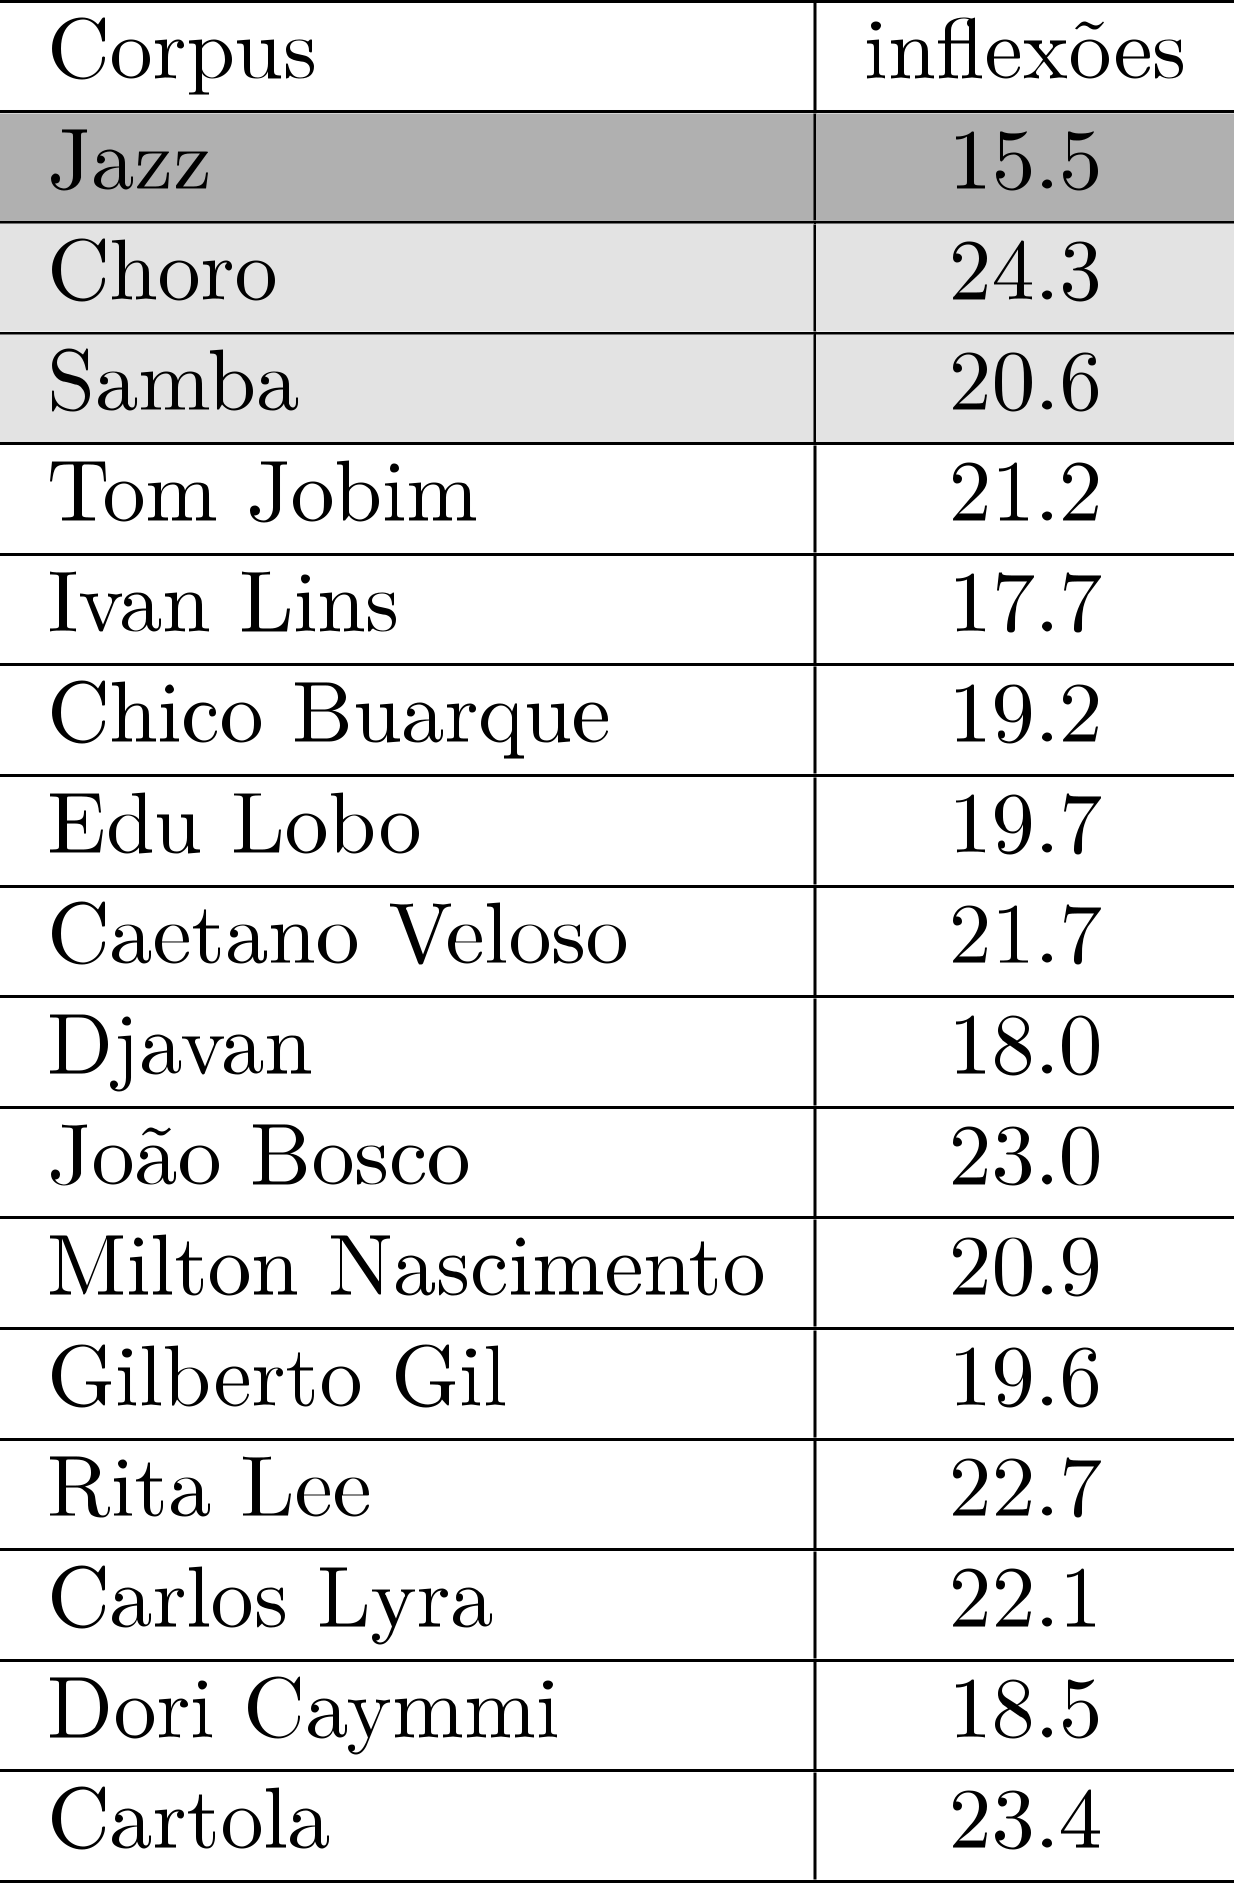 Corpus inflexões
Jazz 15.5
Choro 24.3
Samba 20.6
Tom Jobim 21.2
Ivan Lins 17.7
Chico Buarque 19.2
Edu Lobo 19.7
Caetano Veloso 21.7
Djavan 18.0
João Bosco 23.0
Milton Nascimento 20.9
Gilberto Gil 19.6
Rita Lee 22.7
Carlos Lyra 22.1
Dori Caymmi 18.5
Cartola 23.4